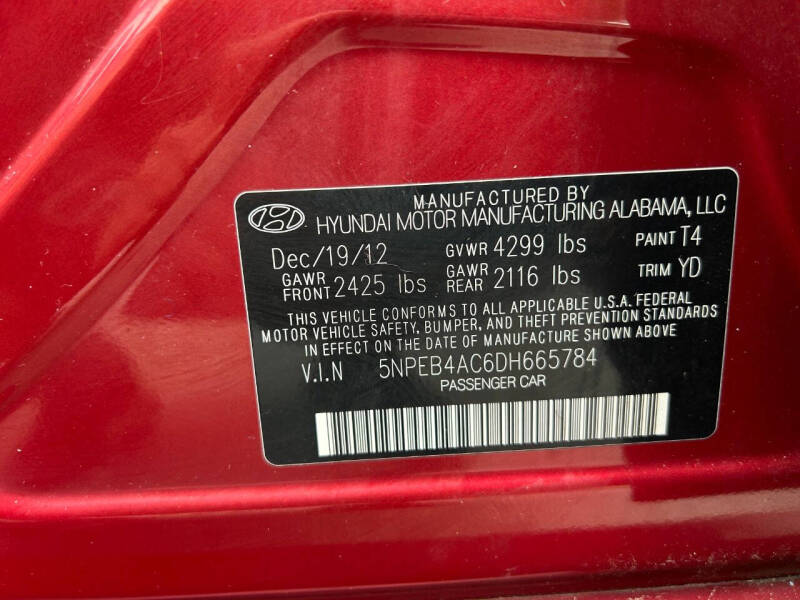 MANUFACTURED BY
HYUNDAI MOTOR MANUFACTURING ALABAMA, LLC
Dec/19/12 GVWR 4299 lbs PAINT T4
GAWR FRONT 2425 lbs GAWR REAR 2116 lbs TRIM YD
THIS VEHICLE CONFORMS TO ALL APPLICABLE U.S.A. FEDERAL
MOTOR VEHICLE SAFETY, BUMPER, AND THEFT PREVENTION STANDARDS
IN EFFECT ON THE DATE OF MANUFACTURE SHOWN ABOVE
V.I.N 5NPEB4AC6DH665784
PASSENGER CAR